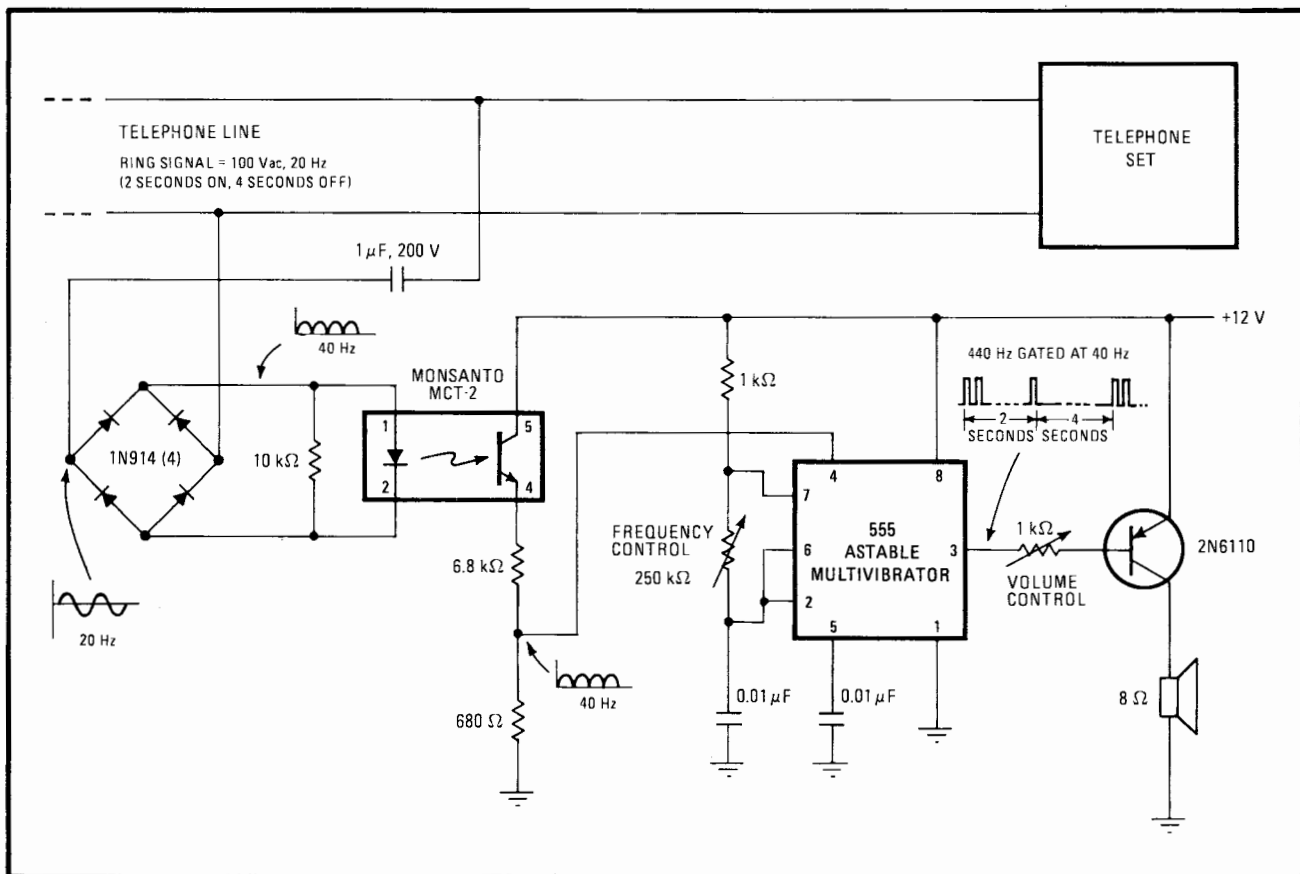 TELEPHONE LINE
RING SIGNAL = 100 Vac, 20 Hz
(2 SECONDS ON, 4 SECONDS OFF)
TELEPHONE
SET
1 µF, 200 V
40 Hz
+12 V
440 Hz GATED AT 40 Hz
2
SECONDS
4
SECONDS
MONSANTO
MCT-2
1 kΩ
1N914 (4)
10 kΩ
1
2
5
4
4
8
7
6
2
3
5
1
555
ASTABLE
MULTIVIBRATOR
FREQUENCY
CONTROL
250 kΩ
1 kΩ
VOLUME
CONTROL
2N6110
6.8 kΩ
20 Hz
40 Hz
680 Ω
0.01 µF
0.01 µF
8 Ω